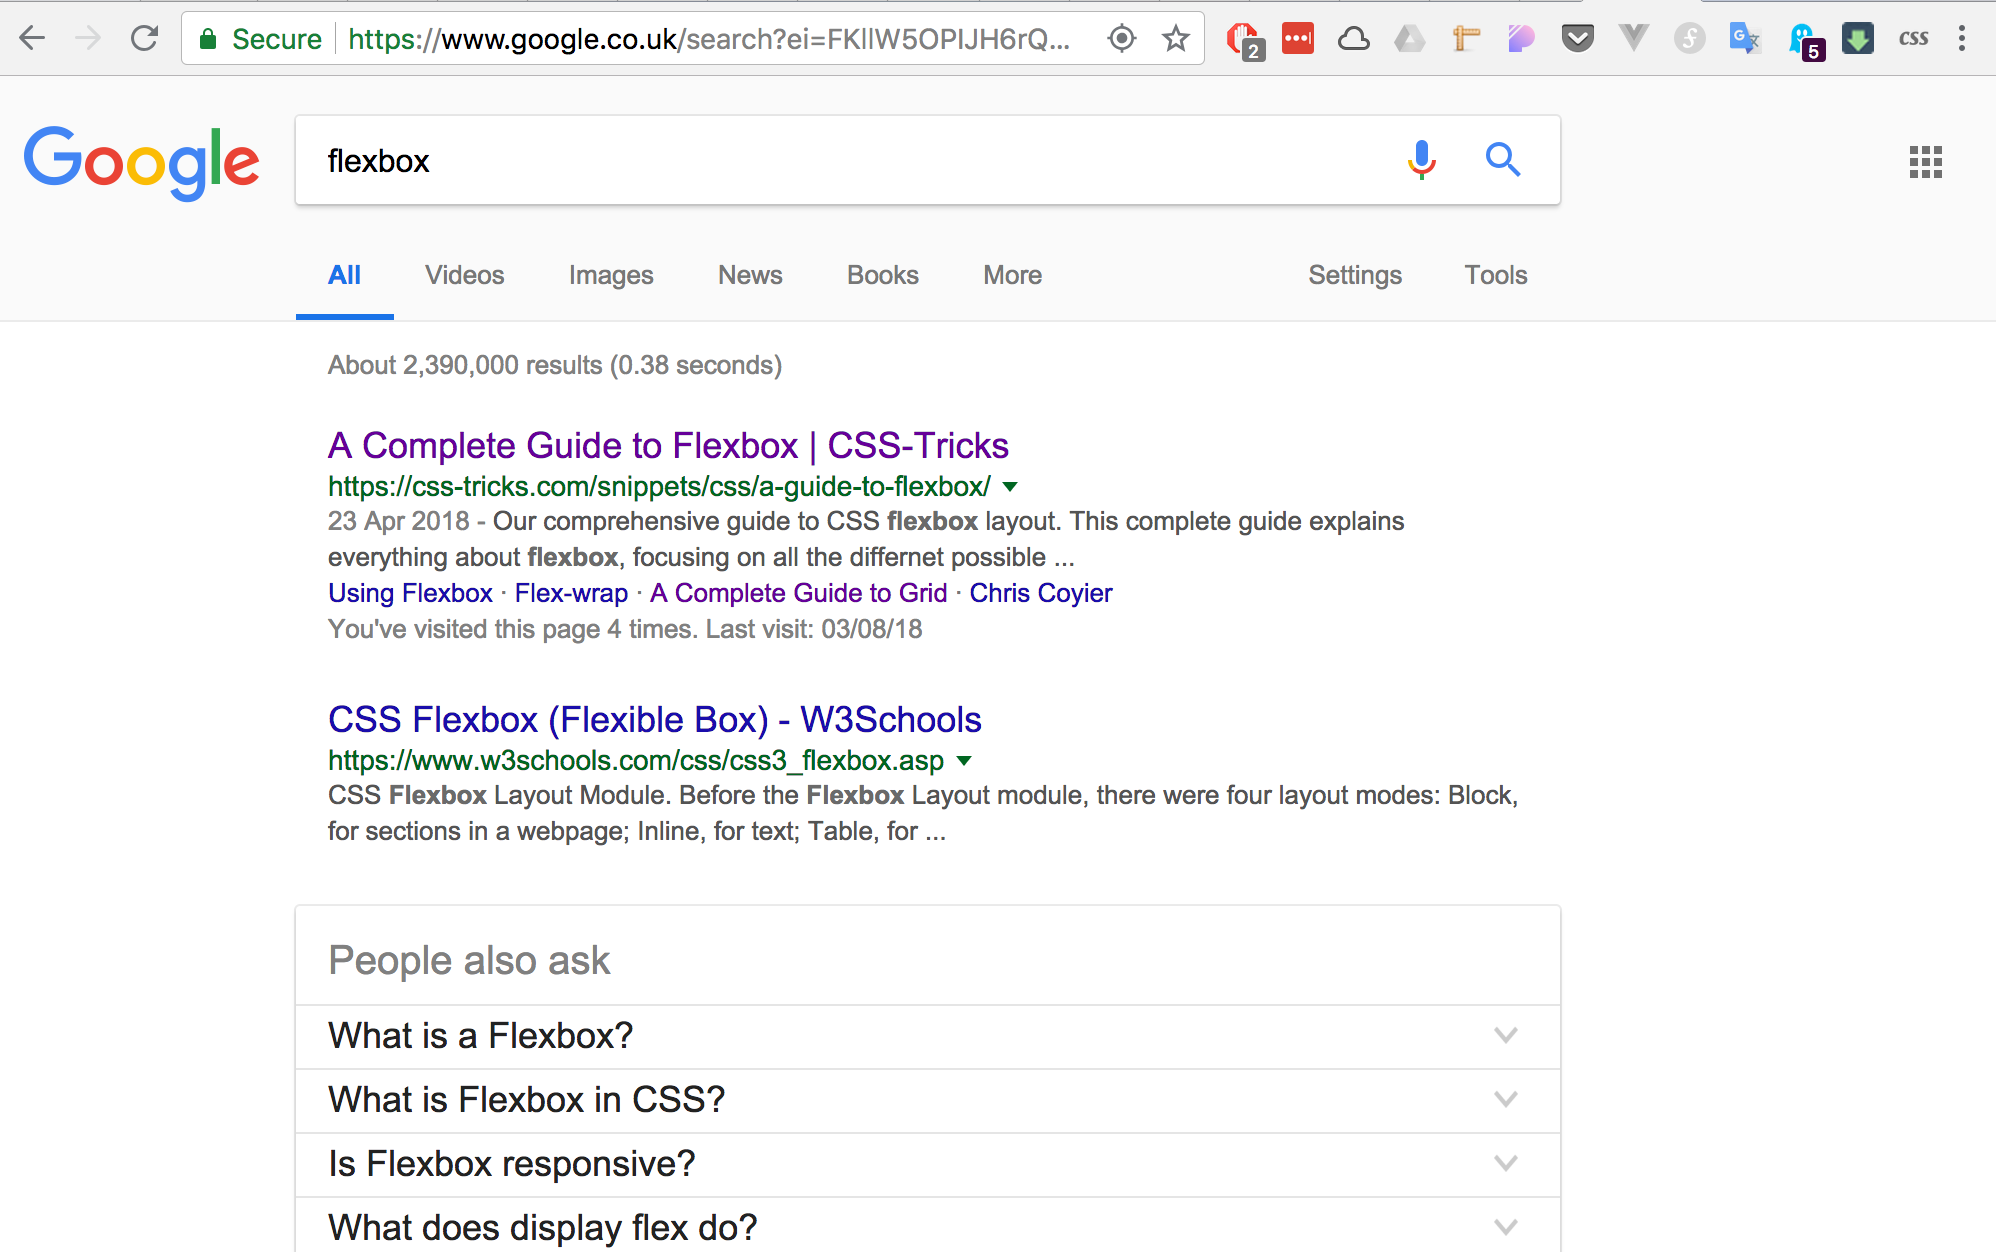 Secure https://www.google.co.uk/search?ei=FKllW5OPIJH6rQ... 2 5 css
Google
flexbox
All Videos Images News Books More Settings Tools
About 2,390,000 results (0.38 seconds)
A Complete Guide to Flexbox | CSS-Tricks
https://css-tricks.com/snippets/css/a-guide-to-flexbox/
23 Apr 2018 - Our comprehensive guide to CSS flexbox layout. This complete guide explains
everything about flexbox, focusing on all the differnet possible ...
Using Flexbox · Flex-wrap · A Complete Guide to Grid · Chris Coyier
You've visited this page 4 times. Last visit: 03/08/18
CSS Flexbox (Flexible Box) - W3Schools
https://www.w3schools.com/css/css3_flexbox.asp
CSS Flexbox Layout Module. Before the Flexbox Layout module, there were four layout modes: Block,
for sections in a webpage; Inline, for text; Table, for ...
People also ask
What is a Flexbox?
What is Flexbox in CSS?
Is Flexbox responsive?
What does display flex do?